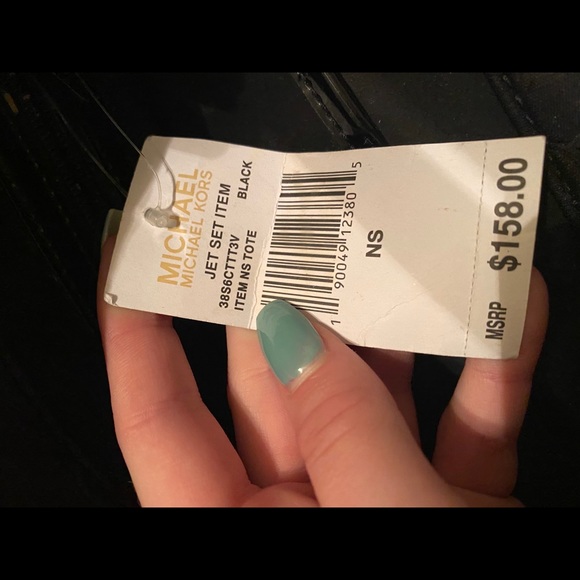 MICHAEL
MICHAEL KORS
JET SET ITEM
38S6CTTT3V
ITEM NS TOTE
BLACK
1 90049 12380 5
NS
MSRP $158.00